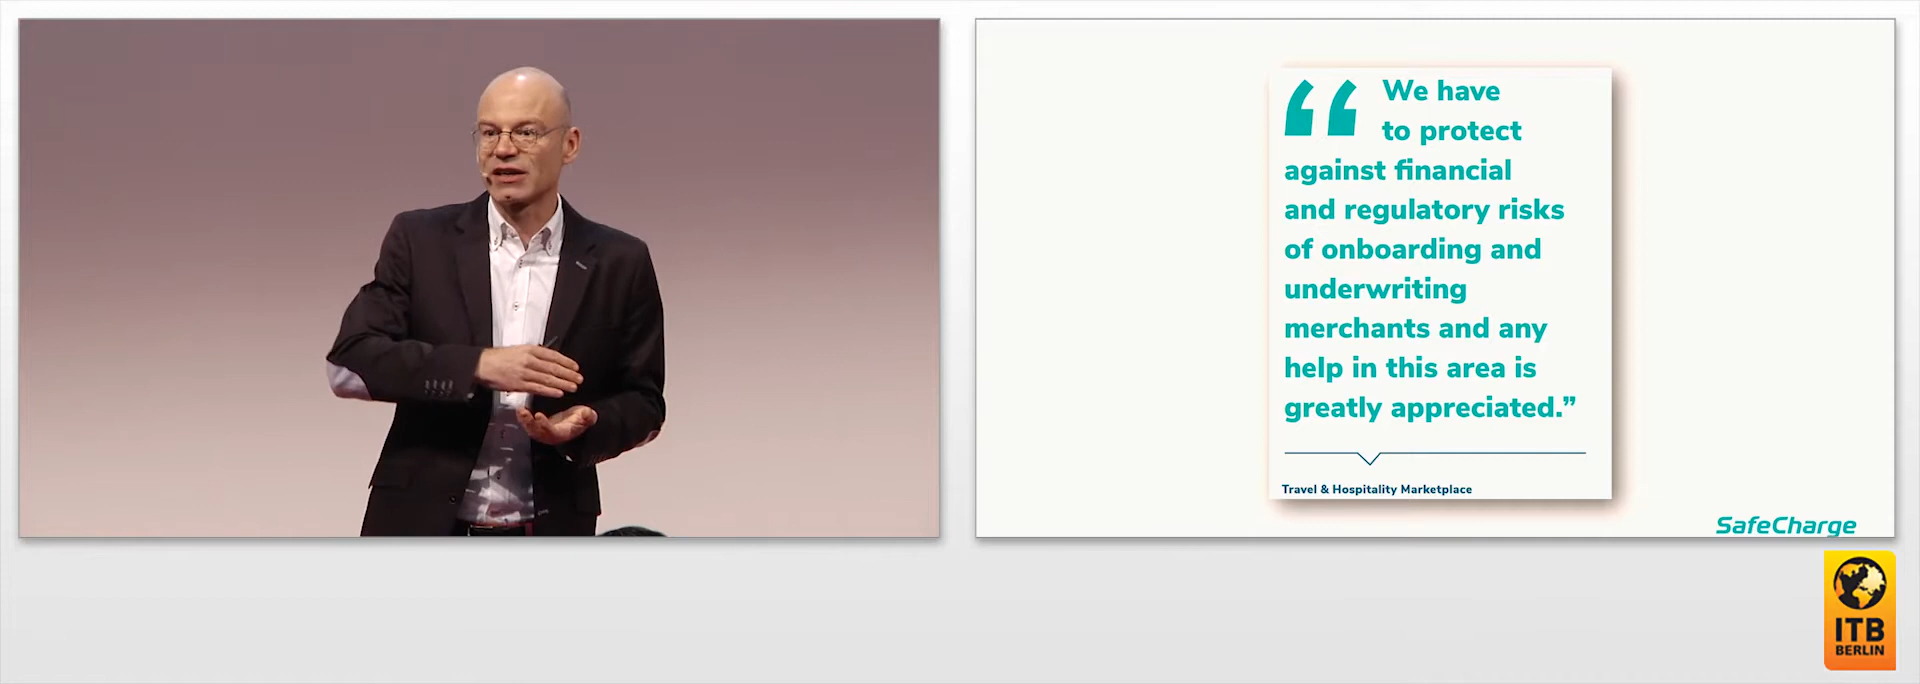 “ We have
to protect
against financial
and regulatory risks
of onboarding and
underwriting
merchants and any
help in this area is
greatly appreciated.”
Travel & Hospitality Marketplace
SafeCharge
ITB
BERLIN